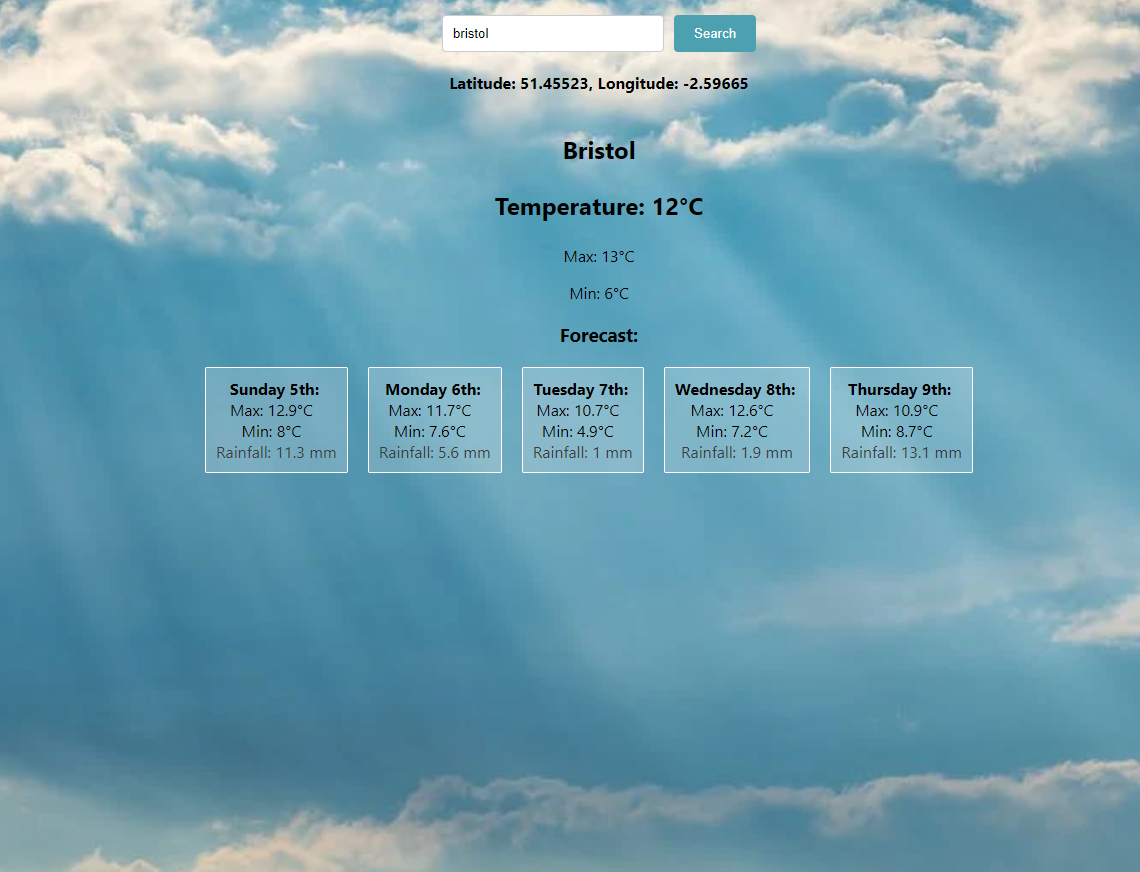 bristol Search
Latitude: 51.45523, Longitude: -2.59665
Bristol
Temperature: 12°C
Max: 13°C
Min: 6°C
Forecast:
Sunday 5th:
Max: 12.9°C
Min: 8°C
Rainfall: 11.3 mm
Monday 6th:
Max: 11.7°C
Min: 7.6°C
Rainfall: 5.6 mm
Tuesday 7th:
Max: 10.7°C
Min: 4.9°C
Rainfall: 1 mm
Wednesday 8th:
Max: 12.6°C
Min: 7.2°C
Rainfall: 1.9 mm
Thursday 9th:
Max: 10.9°C
Min: 8.7°C
Rainfall: 13.1 mm